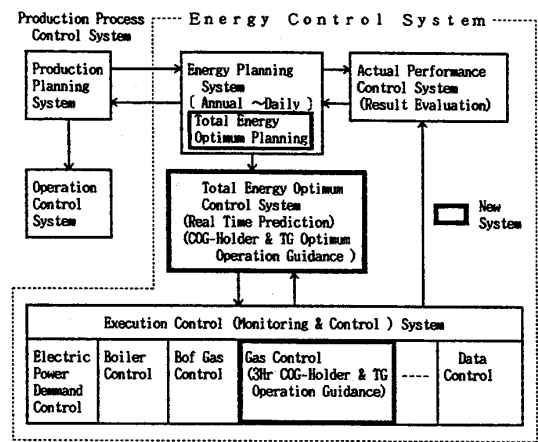 Production Process
Control System
Energy Control System
Production
Planning
System
Energy Planning
System
( Annual ~Daily )
Total Energy
Optimum Planning
Actual Performance
Control System
(Result Evaluation)
Operation
Control
System
Total Energy Optimum
Control System
(Real Time Prediction)
(COG-Holder & TG Optimum
Operation Guidance )
New
System
Execution Control (Monitoring & Control ) System
Electric
Power
Demmand
Control
Boiler
Control
Bof Gas
Control
Gas Control
(3Hr COG-Holder & TG
Operation Guidance)
----
Data
Control